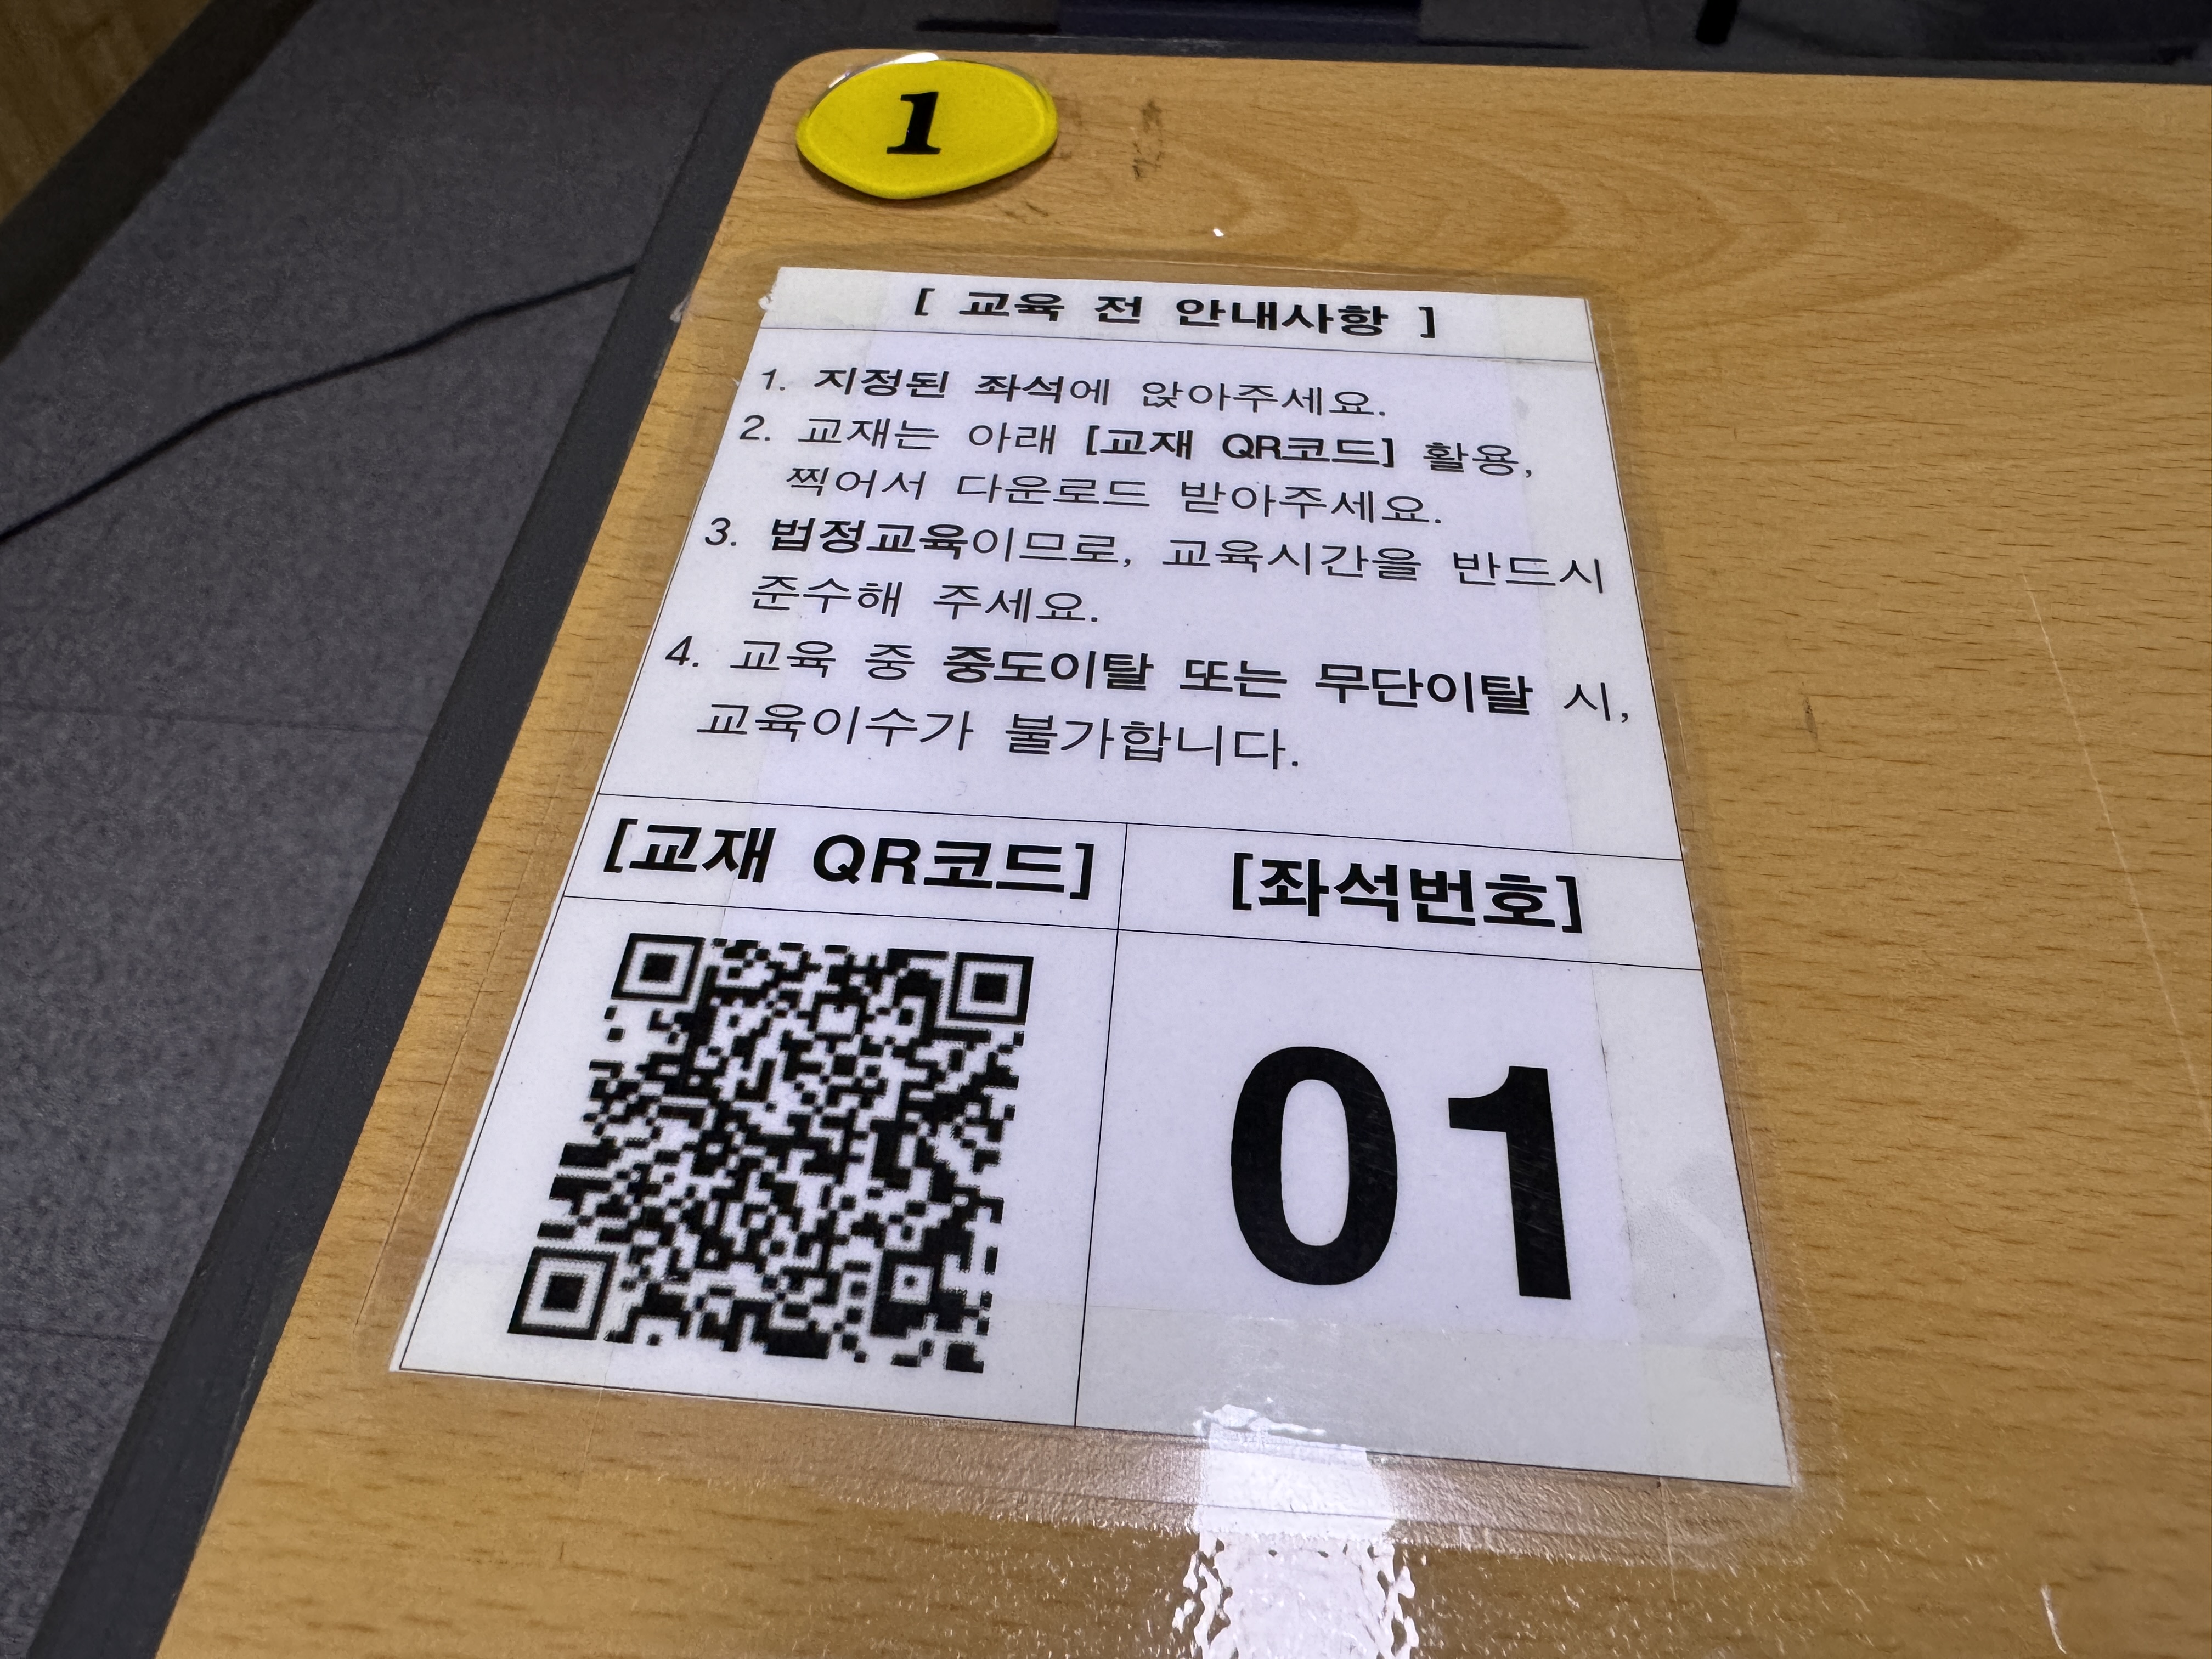 1
[ 교육 전 안내사항 ]
1. 지정된 좌석에 앉아주세요.
2. 교재는 아래 [교재 QR코드] 활용,
찍어서 다운로드 받아주세요.
3. 법정교육이므로, 교육시간을 반드시
준수해 주세요.
4. 교육 중 중도이탈 또는 무단이탈 시,
교육이수가 불가합니다.
[교재 QR코드]
[좌석번호]
01